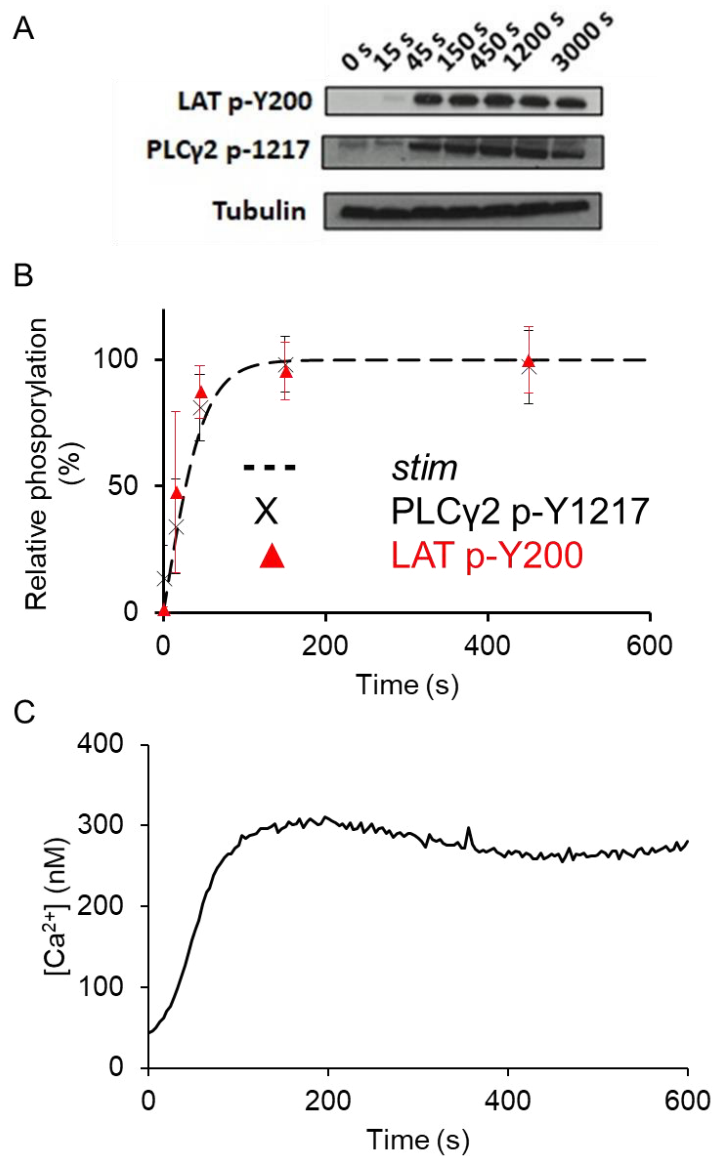 A
0 s 15 s 45 s 150 s 450 s 1200 s 3000 s
LAT p-Y200
PLCγ2 p-1217
Tubulin
B
Relative phosporylation
(%)
100
50
0
stim
X PLCγ2 p-Y1217
LAT p-Y200
0 200 400 600
Time (s)
C
[Ca2+] (nM)
400
300
200
100
0
0 200 400 600
Time (s)